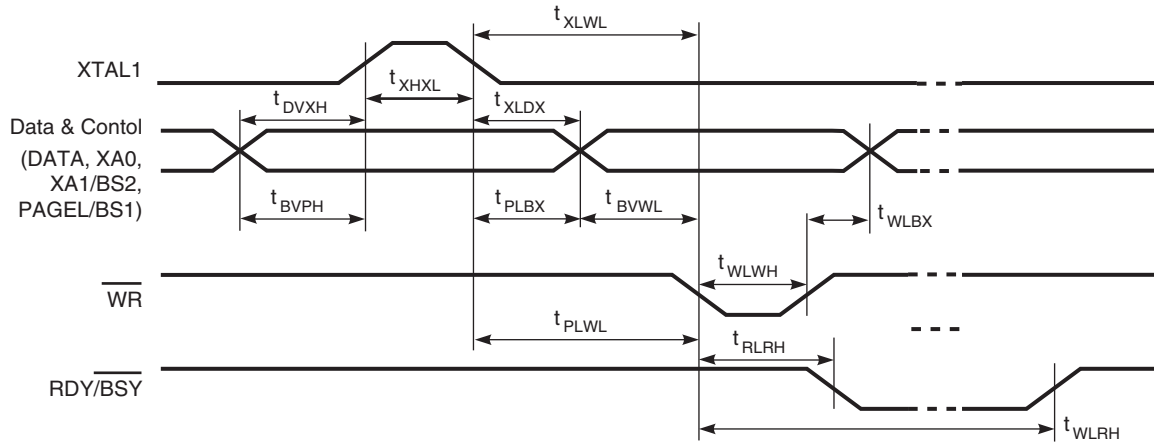 t XLWL
XTAL1
t XHXL
t DVXH
t XLDX
Data & Contol
(DATA, XA0,
XA1/BS2,
PAGEL/BS1)
t BVPH
t PLBX
t BVWL
t WLBX
t WLWH
WR
t PLWL
t RLRH
RDY/BSY
t WLRH